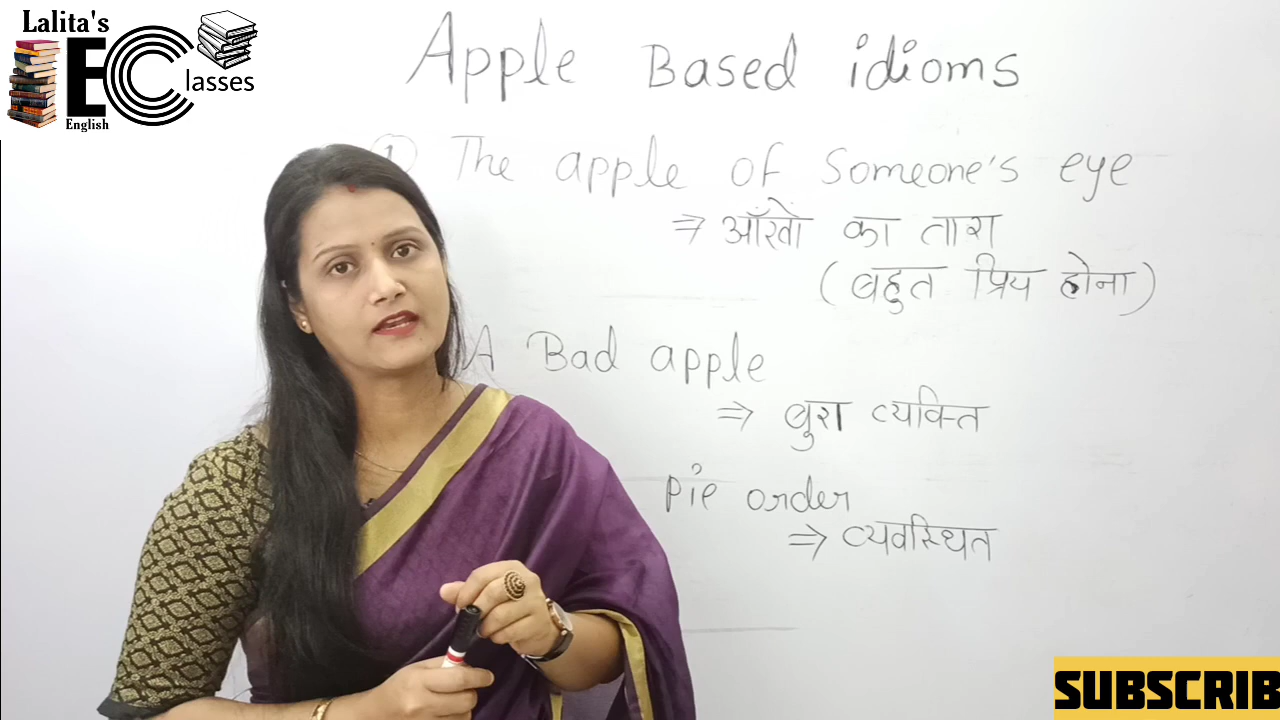 Lalita's
EC
lasses
English
Apple Based idioms
① The apple of someone's eye
⇒ आँखों का तारा
(बहुत प्रिय होना)
A Bad apple
⇒ बुरा व्यक्ति
pie order
⇒ व्यवस्थित
SUBSCRIB